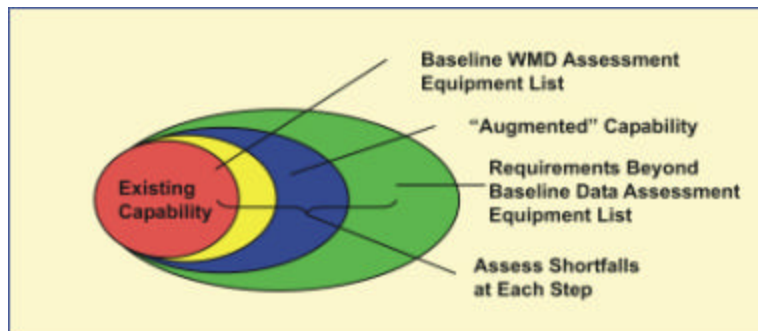 Baseline WMD Assessment
Equipment List
“Augmented” Capability
Existing
Capability
Requirements Beyond
Baseline Data Assessment
Equipment List
Assess Shortfalls
at Each Step